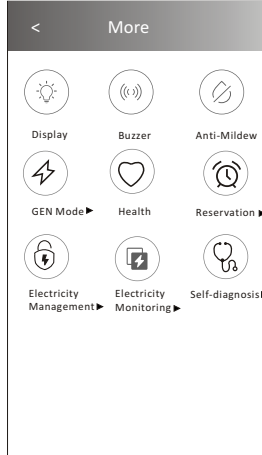 < More
Display Buzzer Anti-Mildew
GEN Mode▶ Health Reservation▶
Electricity Electricity Self-diagnosis
Management▶ Monitoring▶